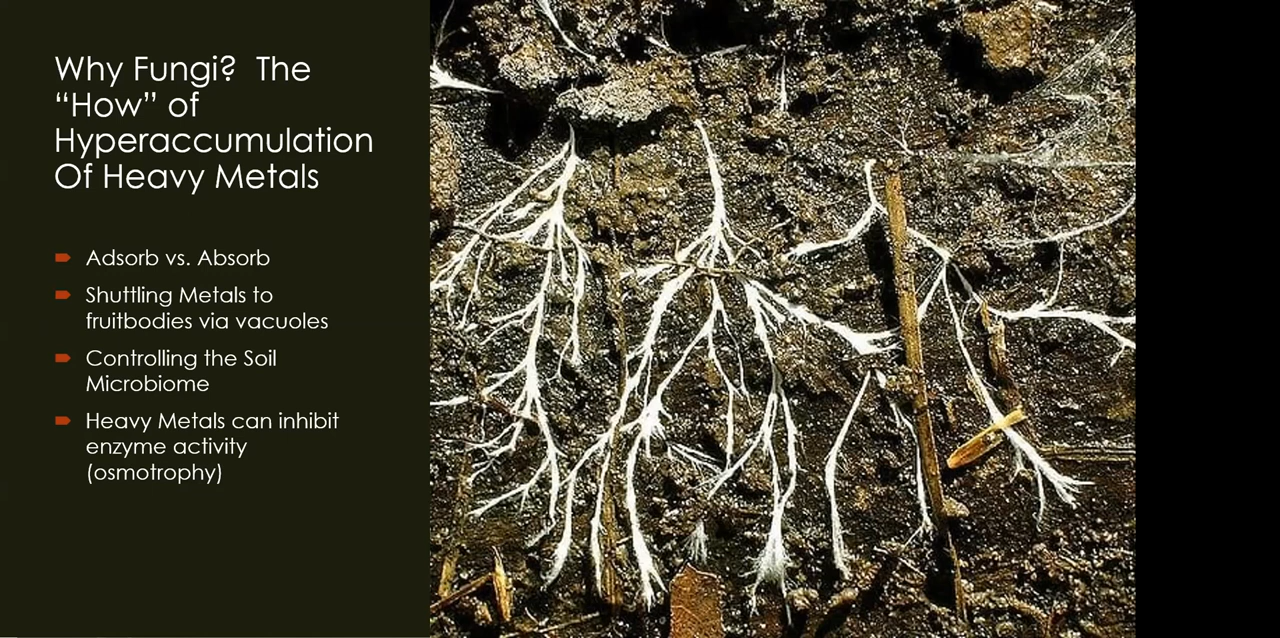 Why Fungi? The
“How” of
Hyperaccumulation
Of Heavy Metals
Adsorb vs. Absorb
Shuttling Metals to
fruitbodies via vacuoles
Controlling the Soil
Microbiome
Heavy Metals can inhibit
enzyme activity
(osmotrophy)